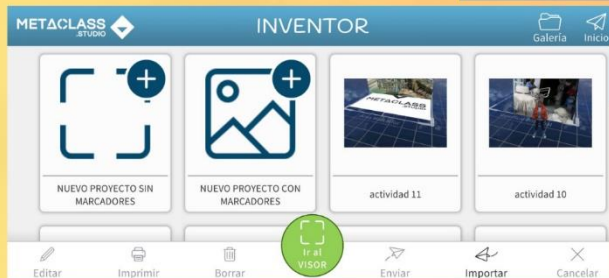 METACLASS
.STUDIO
INVENTOR
Galería
Inicio
NUEVO PROYECTO SIN
MARCADORES
NUEVO PROYECTO CON
MARCADORES
METACLASS
actividad 11
actividad 10
Editar
Imprimir
Borrar
Ir al
VISOR
Enviar
Importar
Cancelar